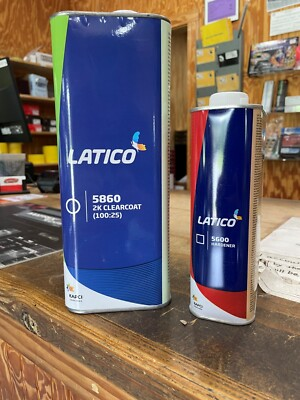 LATICO
5860
2K CLEARCOAT
(100:25)
LATICO
5600
HARDENER